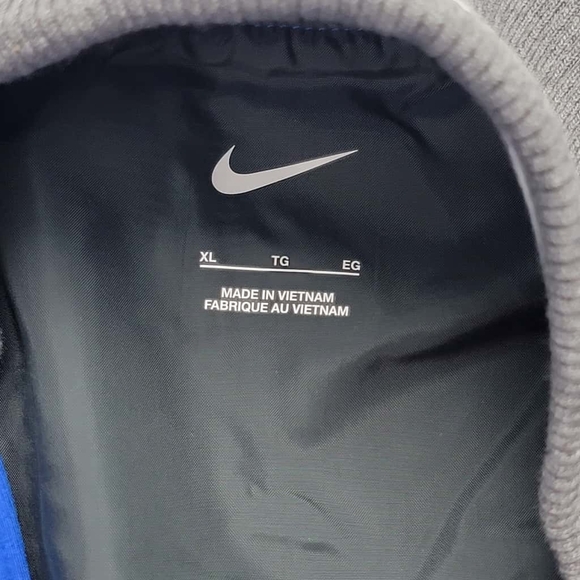 XL TG EG
MADE IN VIETNAM
FABRIQUE AU VIETNAM